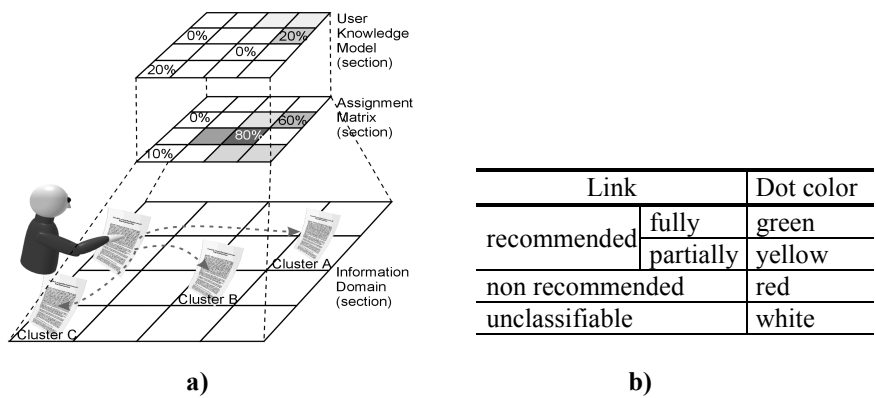 User
Knowledge
Model
(section)
0%
20%
0%
20%
Assignment
Matrix
(section)
0%
60%
80%
10%
Cluster A
Information
Domain
(section)
Cluster B
Cluster C
a)
Link Dot color
recommended fully green
partially yellow
non recommended red
unclassifiable white
b)